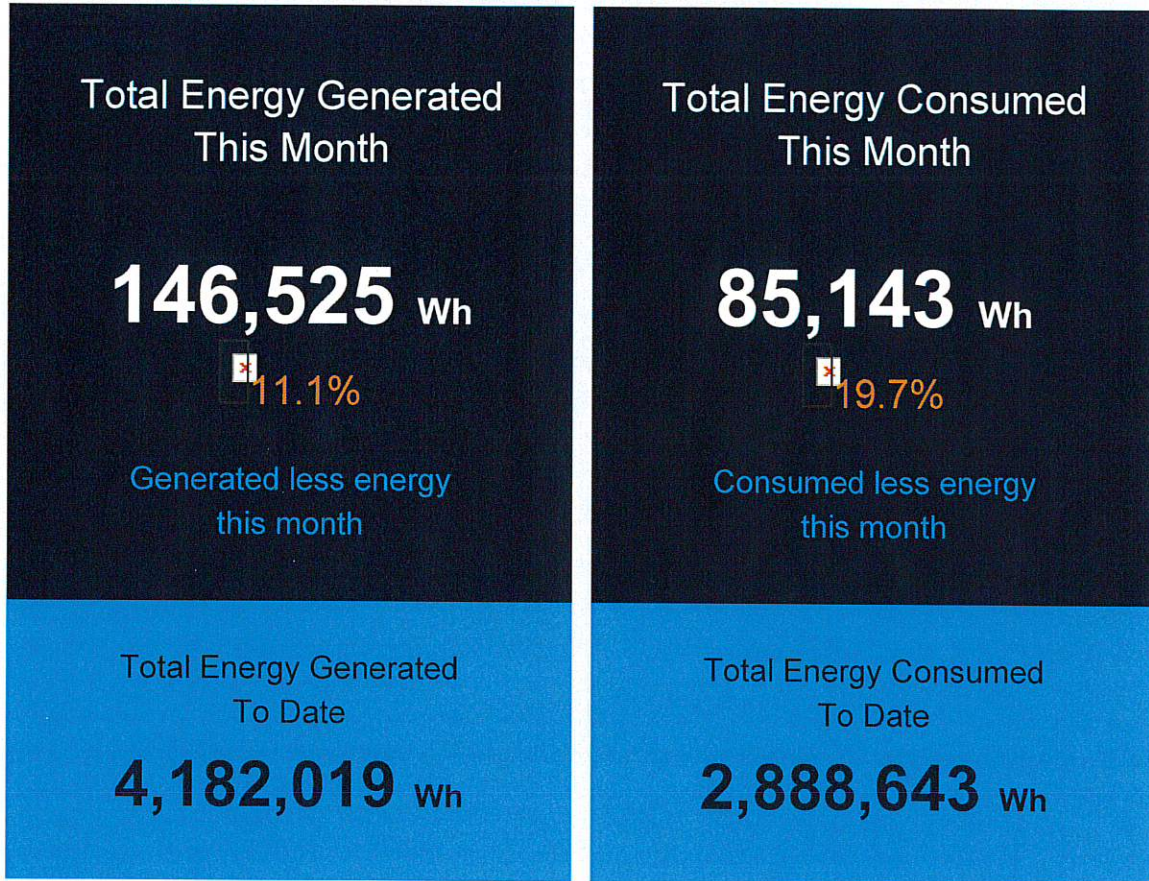 Total Energy Generated
This Month
146,525 Wh
11.1%
Generated less energy
this month
Total Energy Generated
To Date
4,182,019 Wh
Total Energy Consumed
This Month
85,143 Wh
19.7%
Consumed less energy
this month
Total Energy Consumed
To Date
2,888,643 Wh